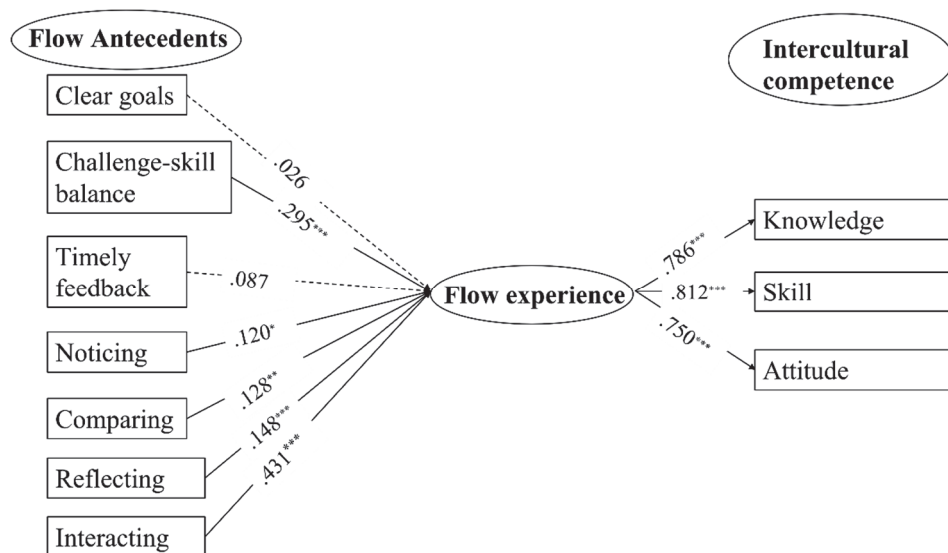 Flow Antecedents
Clear goals
Challenge-skill
balance
Timely
feedback
Noticing
Comparing
Reflecting
Interacting
.026
.295***
.087
.120*
.128**
.148***
.431***
Flow experience
.786***
.812***
.750***
Intercultural
competence
Knowledge
Skill
Attitude